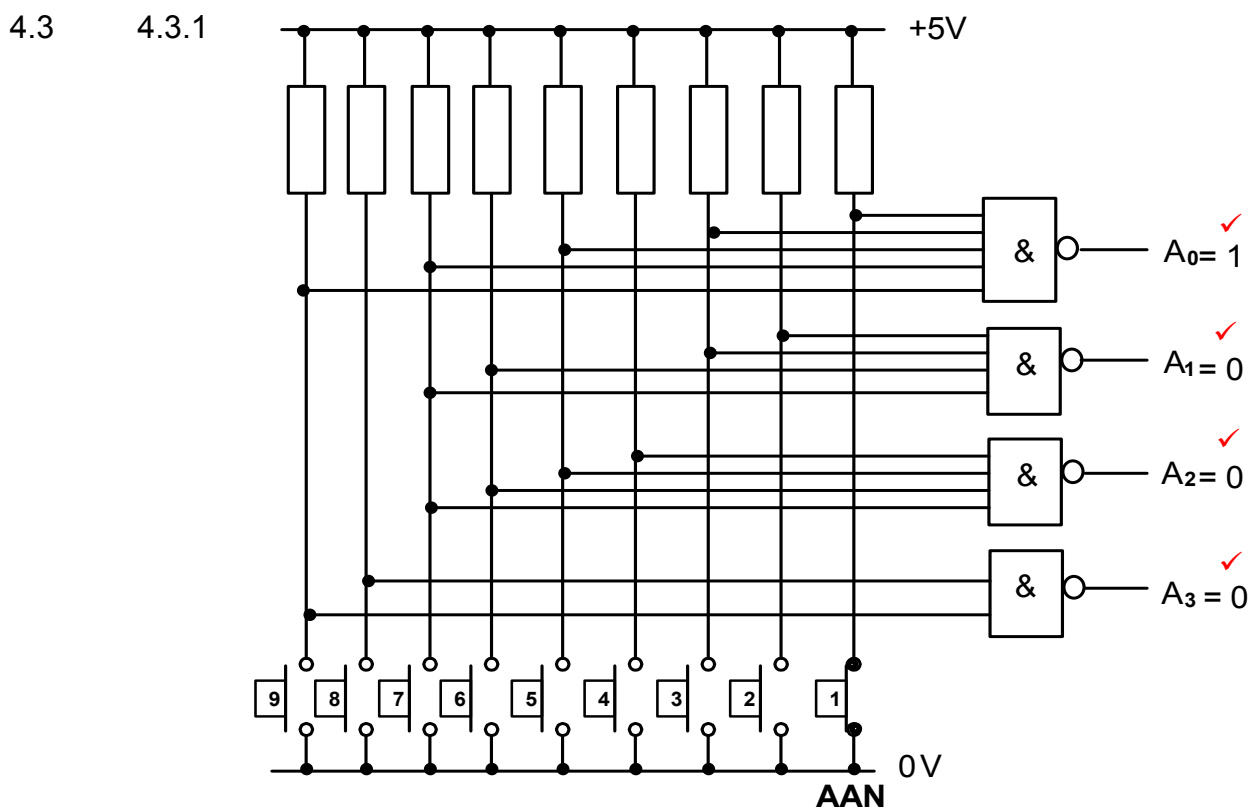 4.3 4.3.1 +5V
& A0= 1
& A1= 0
& A2= 0
& A3 = 0
9 8 7 6 5 4 3 2 1
0V
AAN